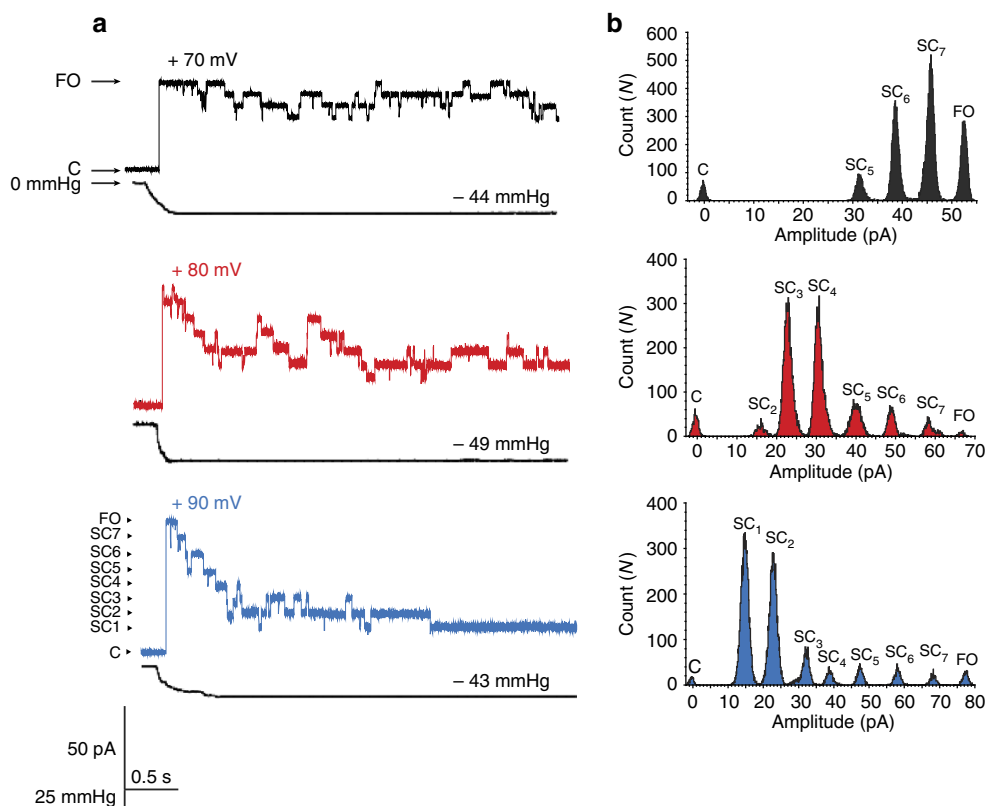 a
+ 70 mV
FO
C
0 mmHg
– 44 mmHg
+ 80 mV
– 49 mmHg
+ 90 mV
FO
SC7
SC6
SC5
SC4
SC3
SC2
SC1
C
– 43 mmHg
50 pA
0.5 s
25 mmHg
b
600
500
400
300
200
100
0
Count (N)
C
SC5
SC6
SC7
FO
0 10 20 30 40 50
Amplitude (pA)
400
300
200
100
0
Count (N)
C
SC2
SC3
SC4
SC5
SC6
SC7
FO
0 10 20 30 40 50 60 70
Amplitude (pA)
400
300
200
100
0
Count (N)
C
SC1
SC2
SC3
SC4
SC5
SC6
SC7
FO
0 10 20 30 40 50 60 70 80
Amplitude (pA)